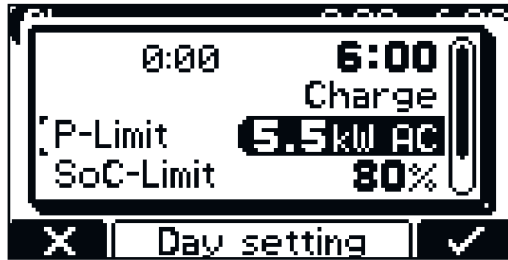 0:00 6:00
Charge
P-Limit 5.5kW AC
SoC-Limit 80%
Day setting